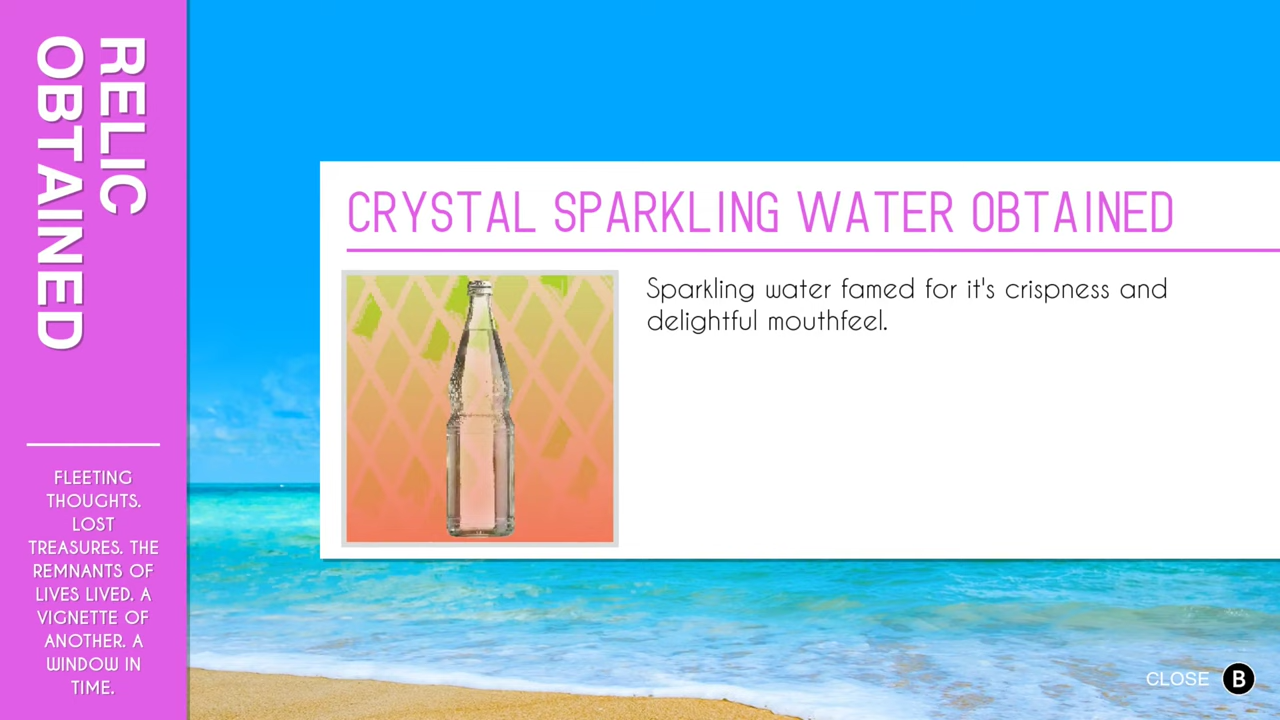 RELIC
OBTAINED
FLEETING
THOUGHTS.
LOST
TREASURES. THE
REMNANTS OF
LIVES LIVED. A
VIGNETTE OF
ANOTHER. A
WINDOW IN
TIME.
CRYSTAL SPARKLING WATER OBTAINED
Sparkling water famed for it's crispness and
delightful mouthfeel.
CLOSE B